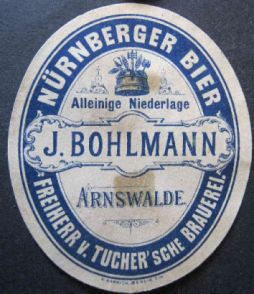 NÜRNBERGER BIER
Alleinige Niederlage
J. BOHLMANN
ARNSWALDE.
FREIHERR v. TUCHER'SCHE BRAUEREI.